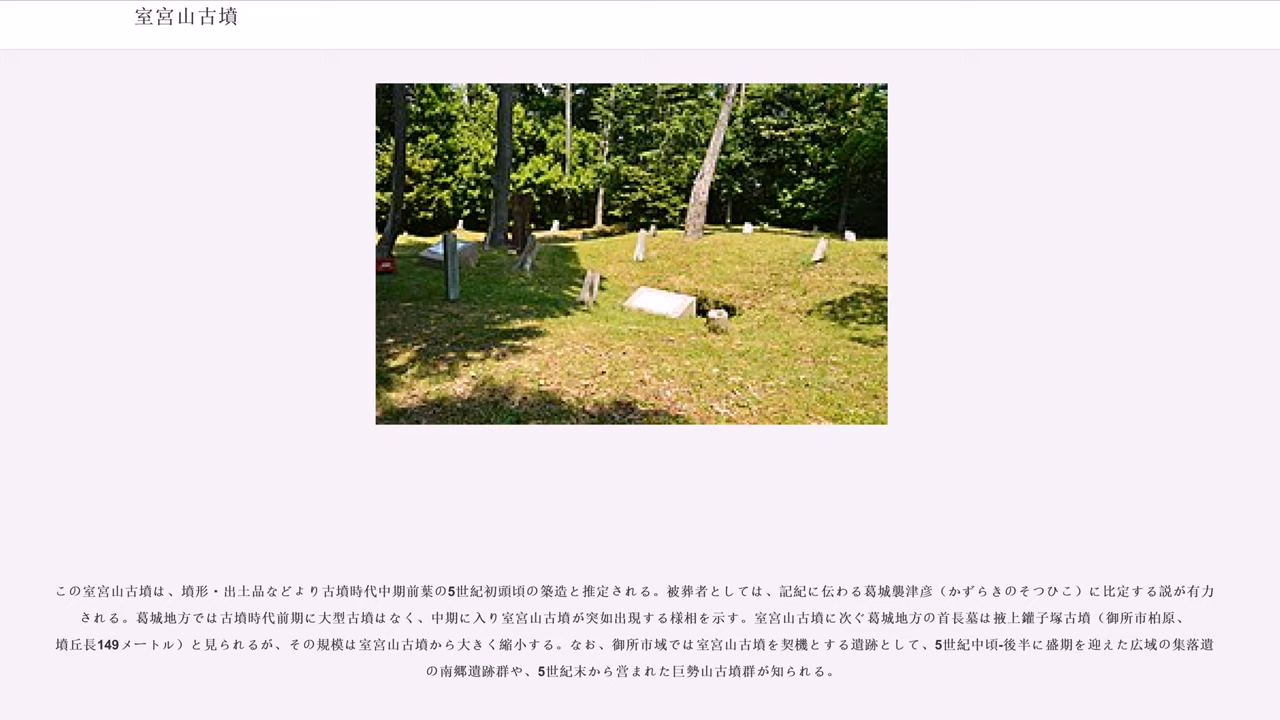 室宮山古墳
この室宮山古墳は、墳形・出土品などより古墳時代中期前葉の5世紀初頭頃の築造と推定される。被葬者としては、記紀に伝わる葛城襲津彦（かずらきのそつひこ）に比定する説が有力
される。葛城地方では古墳時代前期に大型古墳はなく、中期に入り室宮山古墳が突如出現する様相を示す。室宮山古墳に次ぐ葛城地方の首長墓は掖上鑵子塚古墳（御所市柏原、
墳丘長149メートル）と見られるが、その規模は室宮山古墳から大きく縮小する。なお、御所市域では室宮山古墳を契機とする遺跡として、5世紀中頃-後半に盛期を迎えた広域の集落遺
の南郷遺跡群や、5世紀末から営まれた巨勢山古墳群が知られる。